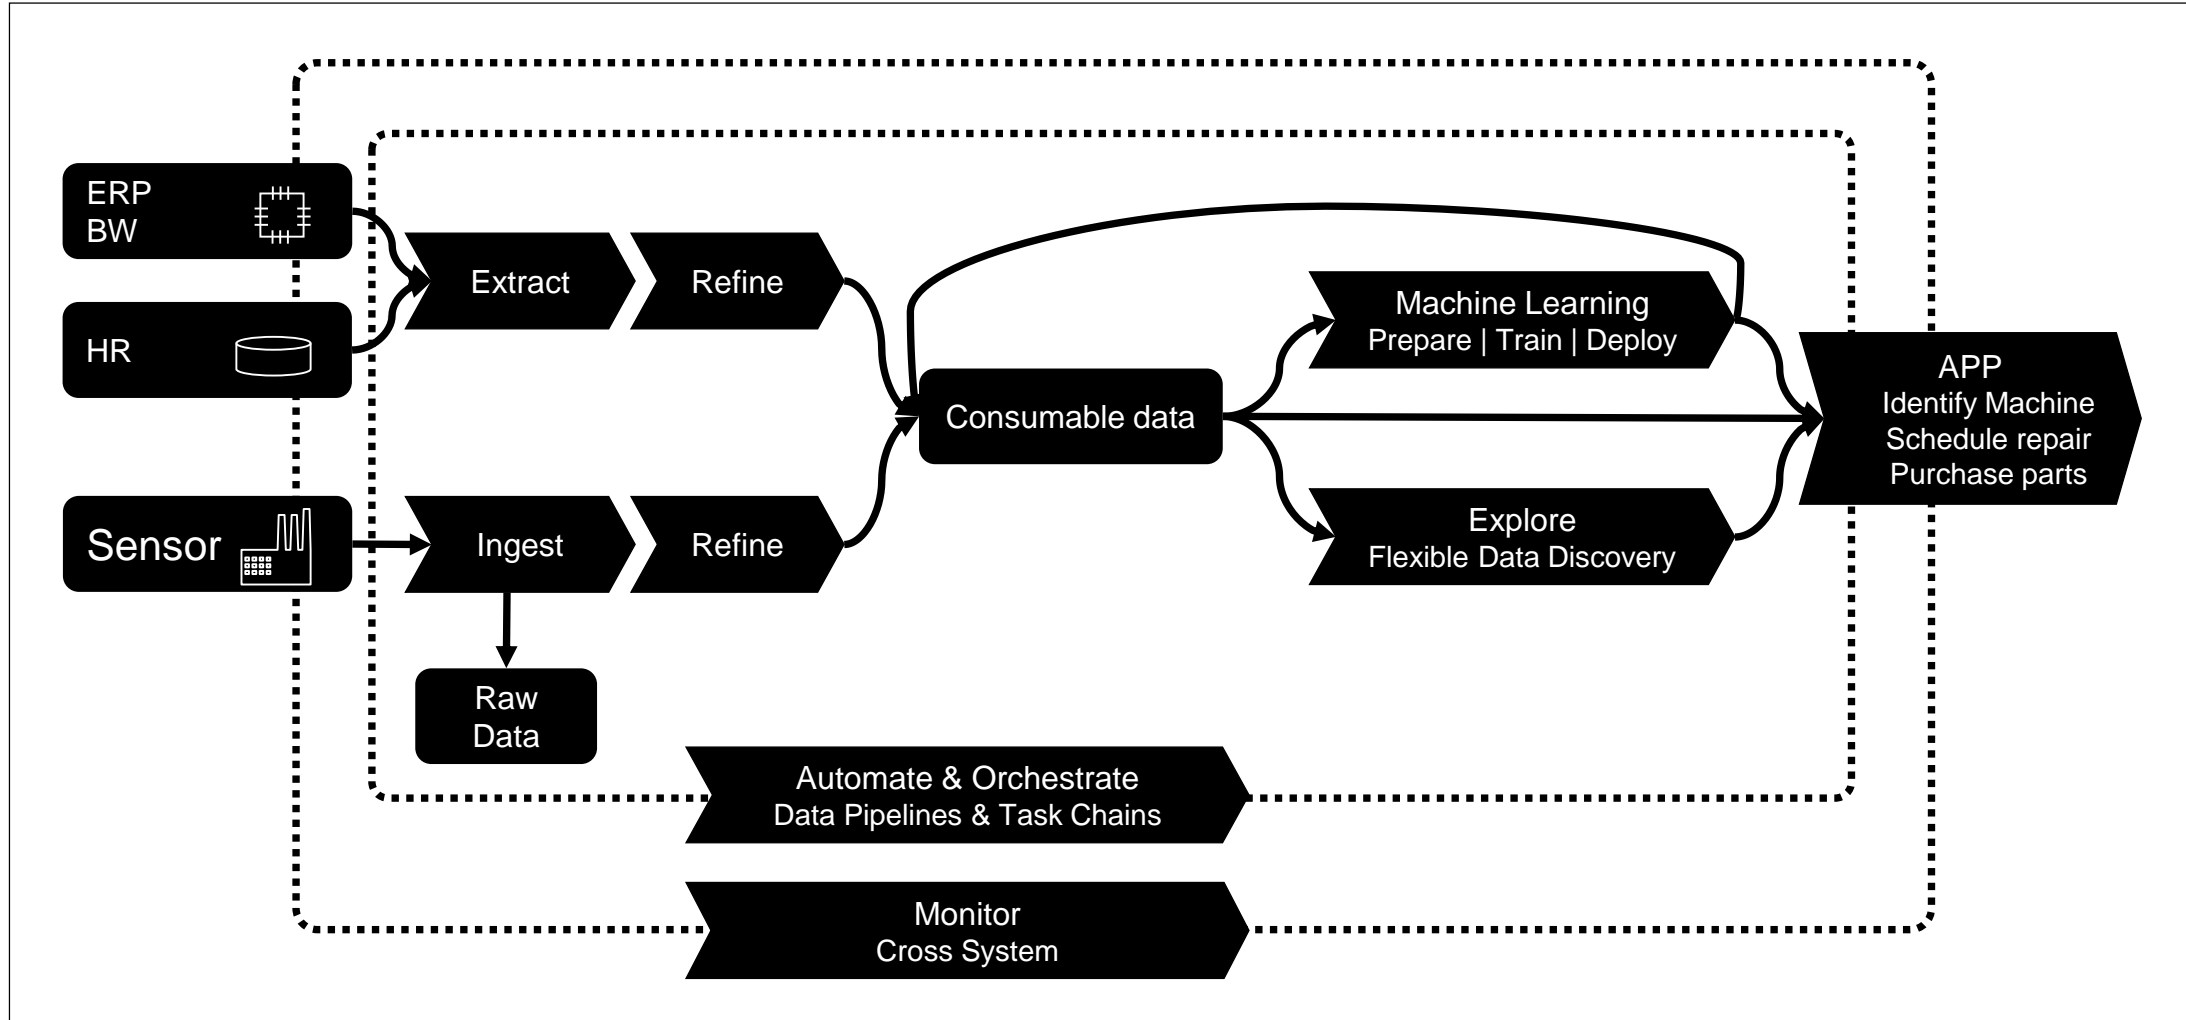 ERP
BW
HR
Sensor
Extract
Refine
Ingest
Refine
Raw
Data
Consumable data
Machine Learning
Prepare | Train | Deploy
Explore
Flexible Data Discovery
APP
Identify Machine
Schedule repair
Purchase parts
Automate & Orchestrate
Data Pipelines & Task Chains
Monitor
Cross System